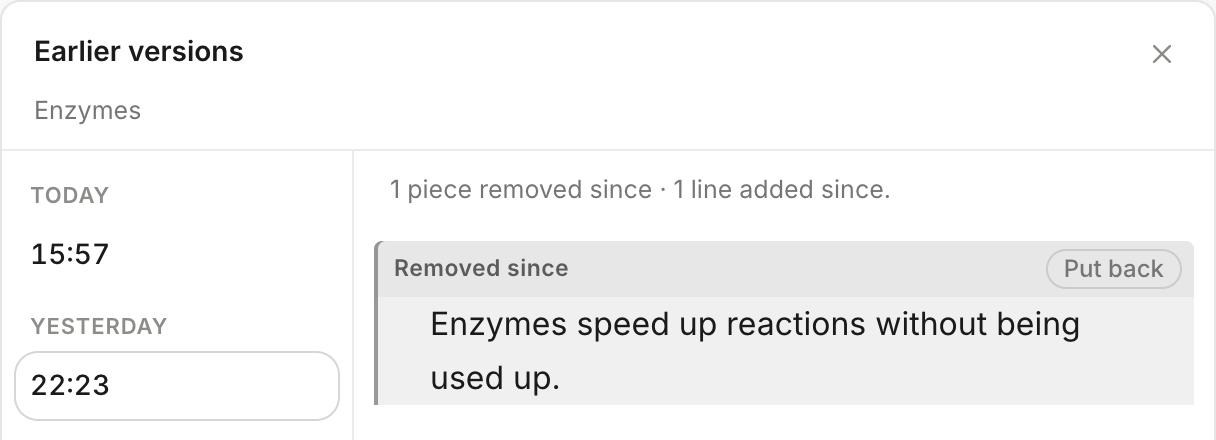 Earlier versions
Enzymes
TODAY
15:57
YESTERDAY
22:23
1 piece removed since · 1 line added since.
Removed since
Put back
Enzymes speed up reactions without being
used up.